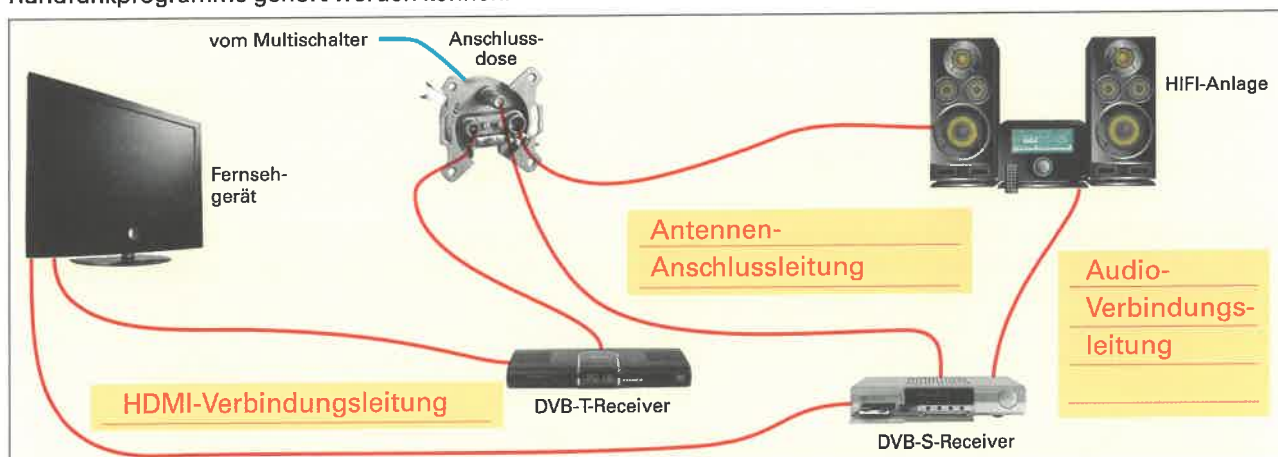 vom Multischalter
Anschluss-
dose
HIFI-Anlage
Fernseh-
gerät
Antennen-
Anschlussleitung
Audio-
Verbindungs-
leitung
HDMI-Verbindungsleitung
DVB-T-Receiver
DVB-S-Receiver